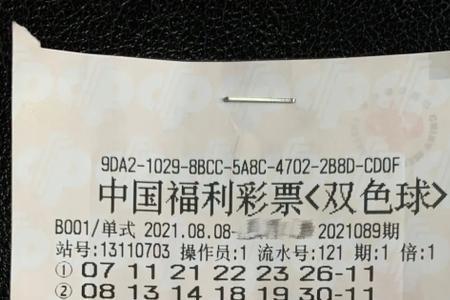 9DA2-1029-8BCC-5A8C-4702-2B8D-CD0F
中国福利彩票<双色球>
B001/单式 2021.08.08- 2021089期
站号:13110703 操作员:1 流水号:121 期:1 倍:1
① 07 11 21 22 23 26-11
② 08 13 14 18 19 30-11